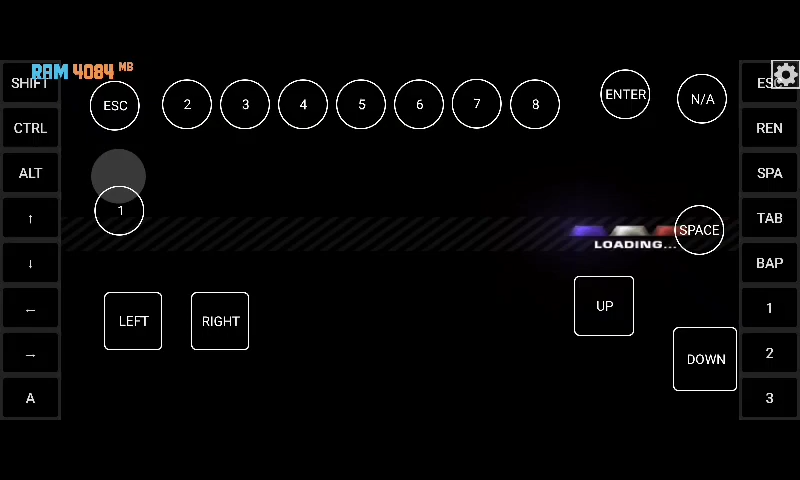 RAM 4084 MB
SHIFT
ESC
2
3
4
5
6
7
8
ENTER
N/A
ESC
CTRL
REN
ALT
SPA
1
↑
SPACE
TAB
LOADING...
↓
BAP
←
LEFT
RIGHT
UP
1
→
DOWN
2
A
3